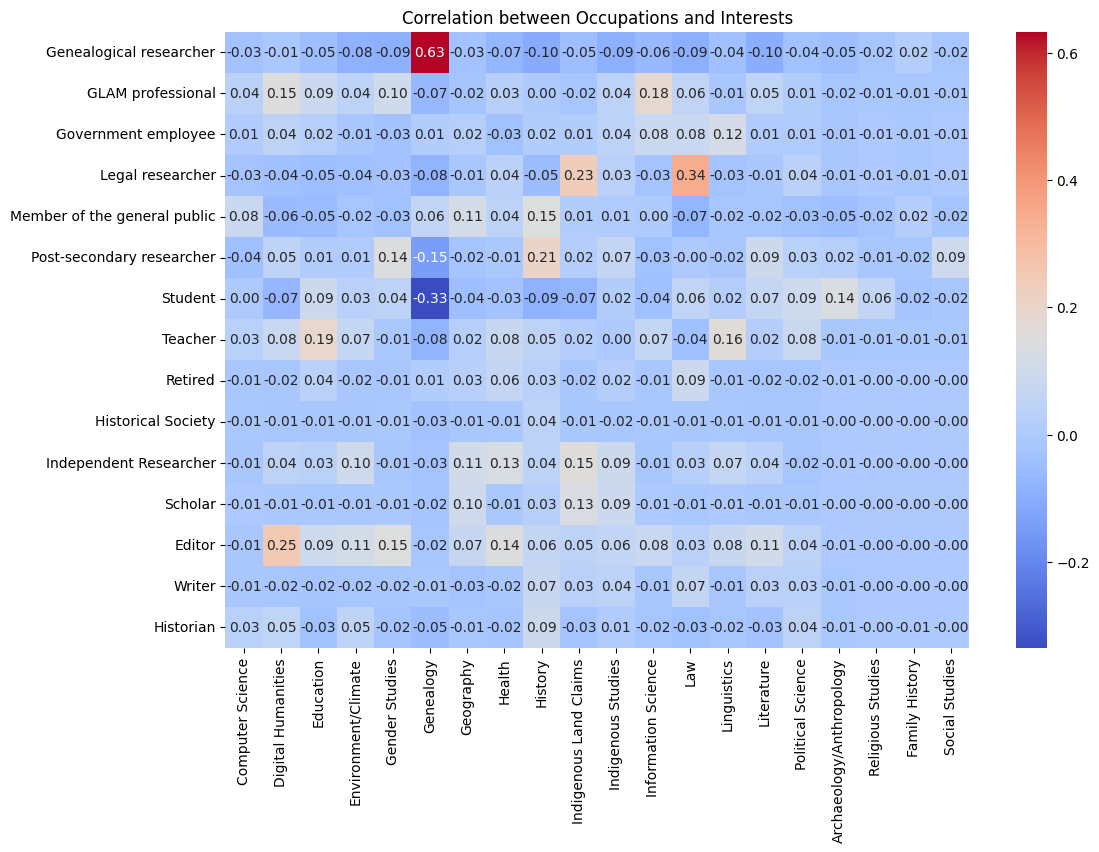 Correlation between Occupations and Interests
Genealogical researcher -0.03 -0.01 -0.05 -0.08 -0.09 0.63 -0.03 -0.07 -0.10 -0.05 -0.09 -0.06 -0.09 -0.04 -0.10 -0.04 -0.05 -0.02 0.02 -0.02
GLAM professional 0.04 0.15 0.09 0.04 0.10 -0.07 -0.02 0.03 0.00 -0.02 0.04 0.18 0.06 -0.01 0.05 0.01 -0.02 -0.01 -0.01 -0.01
Government employee 0.01 0.04 0.02 -0.01 -0.03 0.01 0.02 -0.03 0.02 0.01 0.04 0.08 0.08 0.12 0.01 0.01 -0.01 -0.01 -0.01 -0.01
Legal researcher -0.03 -0.04 -0.05 -0.04 -0.03 -0.08 -0.01 0.04 -0.05 0.23 0.03 -0.03 0.34 -0.03 -0.01 0.04 -0.01 -0.01 -0.01 -0.01
Member of the general public 0.08 -0.06 -0.05 -0.02 -0.03 0.06 0.11 0.04 0.15 0.01 0.01 0.00 -0.07 -0.02 -0.02 -0.03 -0.05 -0.02 0.02 -0.02
Post-secondary researcher -0.04 0.05 0.01 0.01 0.14 -0.15 -0.02 -0.01 0.21 0.02 0.07 -0.03 -0.00 -0.02 0.09 0.03 0.02 -0.01 -0.02 0.09
Student 0.00 -0.07 0.09 0.03 0.04 -0.33 -0.04 -0.03 -0.09 -0.07 0.02 -0.04 0.06 0.02 0.07 0.09 0.14 0.06 -0.02 -0.02
Teacher 0.03 0.08 0.19 0.07 -0.01 -0.08 0.02 0.08 0.05 0.02 0.00 0.07 -0.04 0.16 0.02 0.08 -0.01 -0.01 -0.01 -0.01
Retired -0.01 -0.02 0.04 -0.02 -0.01 0.01 0.03 0.06 0.03 -0.02 0.02 -0.01 0.09 -0.01 -0.02 -0.02 -0.01 -0.00 -0.00 -0.00
Historical Society -0.01 -0.01 -0.01 -0.01 -0.01 -0.03 -0.01 -0.01 0.04 -0.01 -0.02 -0.01 -0.01 -0.01 -0.01 -0.01 -0.00 -0.00 -0.00 -0.00
Independent Researcher -0.01 0.04 0.03 0.10 -0.01 -0.03 0.11 0.13 0.04 0.15 0.09 -0.01 0.03 0.07 0.04 -0.02 -0.01 -0.00 -0.00 -0.00
Scholar -0.01 -0.01 -0.01 -0.01 -0.01 -0.02 0.10 -0.01 0.03 0.13 0.09 -0.01 -0.01 -0.01 -0.01 -0.01 -0.00 -0.00 -0.00 -0.00
Editor -0.01 0.25 0.09 0.11 0.15 -0.02 0.07 0.14 0.06 0.05 0.06 0.08 0.03 0.08 0.11 0.04 -0.01 -0.00 -0.00 -0.00
Writer -0.01 -0.02 -0.02 -0.02 -0.02 -0.01 -0.03 -0.02 0.07 0.03 0.04 -0.01 0.07 -0.01 0.03 0.03 -0.01 -0.00 -0.00 -0.00
Historian 0.03 0.05 -0.03 0.05 -0.02 -0.05 -0.01 -0.02 0.09 -0.03 0.01 -0.02 -0.03 -0.02 -0.03 0.04 -0.01 -0.00 -0.01 -0.00
Computer Science
Digital Humanities
Education
Environment/Climate
Gender Studies
Genealogy
Geography
Health
History
Indigenous Land Claims
Indigenous Studies
Information Science
Law
Linguistics
Literature
Political Science
Archaeology/Anthropology
Religious Studies
Family History
Social Studies
0.6
0.4
0.2
0.0
−0.2